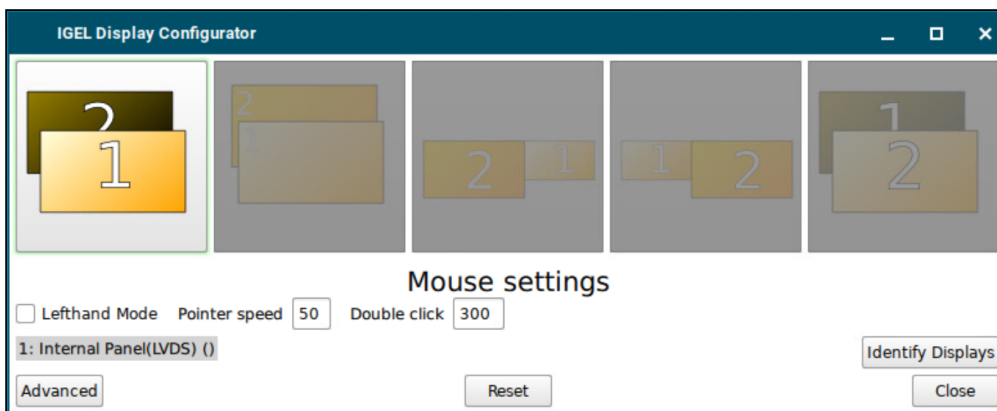 IGEL Display Configurator
2 1
2 1
2 1
1 2
1 2
Mouse settings
Lefthand Mode Pointer speed 50 Double click 300
1: Internal Panel(LVDS) ()
Identify Displays
Advanced Reset Close